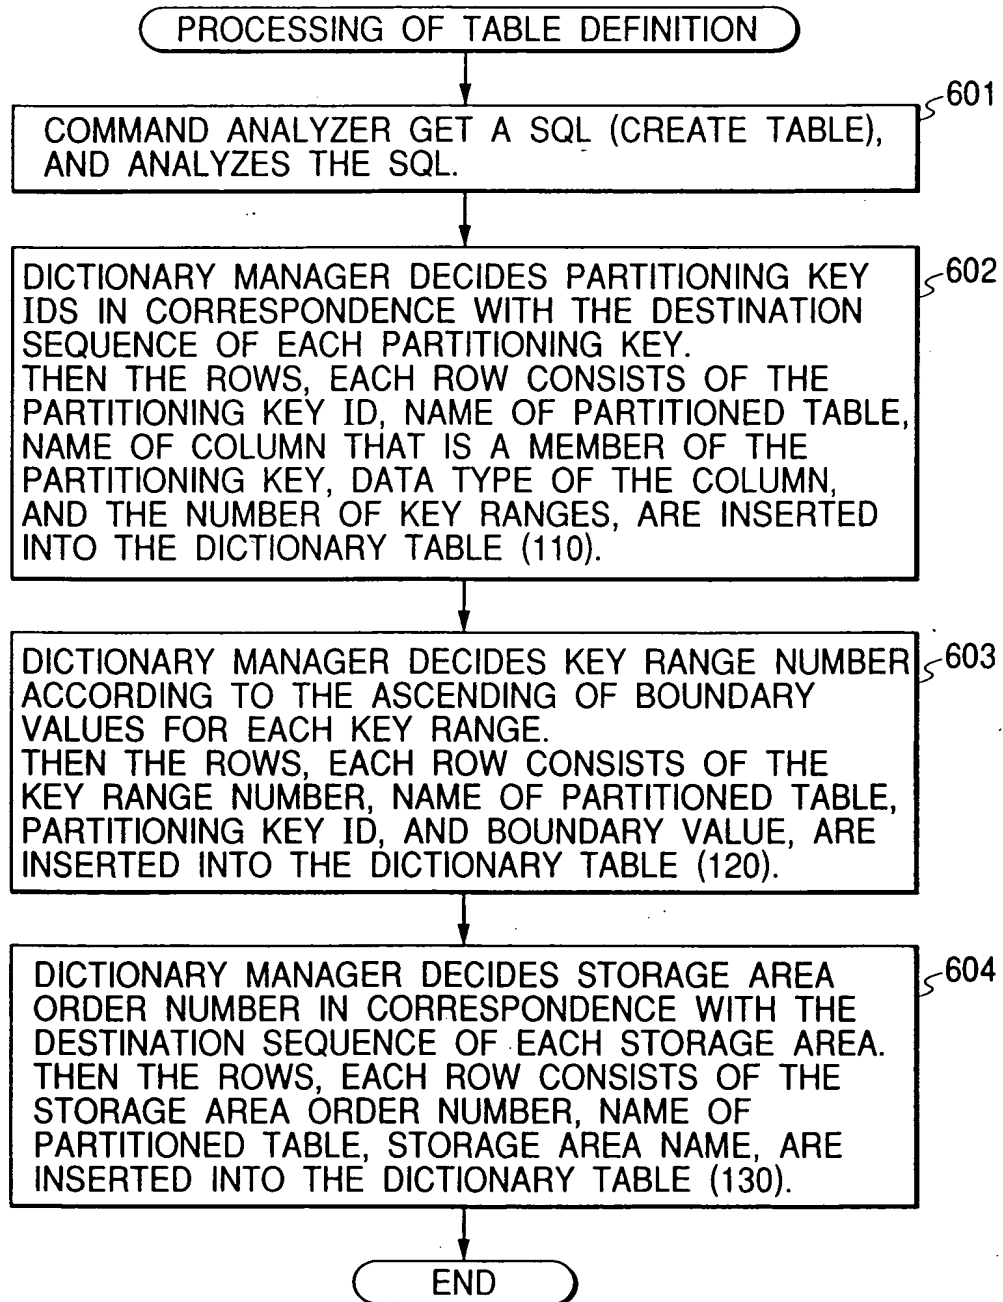 PROCESSING OF TABLE DEFINITION
601
COMMAND ANALYZER GET A SQL (CREATE TABLE),
AND ANALYZES THE SQL.
602
DICTIONARY MANAGER DECIDES PARTITIONING KEY
IDS IN CORRESPONDENCE WITH THE DESTINATION
SEQUENCE OF EACH PARTITIONING KEY.
THEN THE ROWS, EACH ROW CONSISTS OF THE
PARTITIONING KEY ID, NAME OF PARTITIONED TABLE,
NAME OF COLUMN THAT IS A MEMBER OF THE
PARTITIONING KEY, DATA TYPE OF THE COLUMN,
AND THE NUMBER OF KEY RANGES, ARE INSERTED
INTO THE DICTIONARY TABLE (110).
603
DICTIONARY MANAGER DECIDES KEY RANGE NUMBER
ACCORDING TO THE ASCENDING OF BOUNDARY
VALUES FOR EACH KEY RANGE.
THEN THE ROWS, EACH ROW CONSISTS OF THE
KEY RANGE NUMBER, NAME OF PARTITIONED TABLE,
PARTITIONING KEY ID, AND BOUNDARY VALUE, ARE
INSERTED INTO THE DICTIONARY TABLE (120).
604
DICTIONARY MANAGER DECIDES STORAGE AREA
ORDER NUMBER IN CORRESPONDENCE WITH THE
DESTINATION SEQUENCE OF EACH STORAGE AREA.
THEN THE ROWS, EACH ROW CONSISTS OF THE
STORAGE AREA ORDER NUMBER, NAME OF
PARTITIONED TABLE, STORAGE AREA NAME, ARE
INSERTED INTO THE DICTIONARY TABLE (130).
END